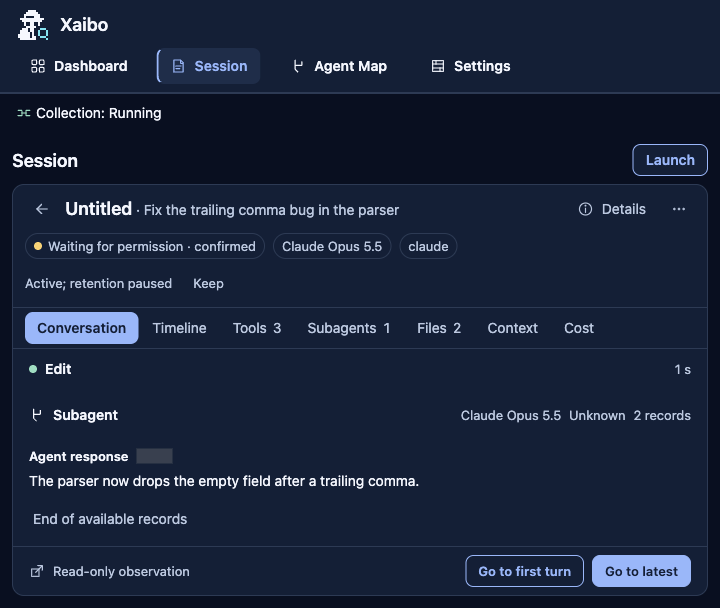 Xaibo
Dashboard Session Agent Map Settings
Collection: Running
Session Launch
Untitled · Fix the trailing comma bug in the parser Details ···
Waiting for permission · confirmed Claude Opus 5.5 claude
Active; retention paused Keep
Conversation Timeline Tools 3 Subagents 1 Files 2 Context Cost
Edit 1 s
Subagent Claude Opus 5.5 Unknown 2 records
Agent response
The parser now drops the empty field after a trailing comma.
End of available records
Read-only observation Go to first turn Go to latest